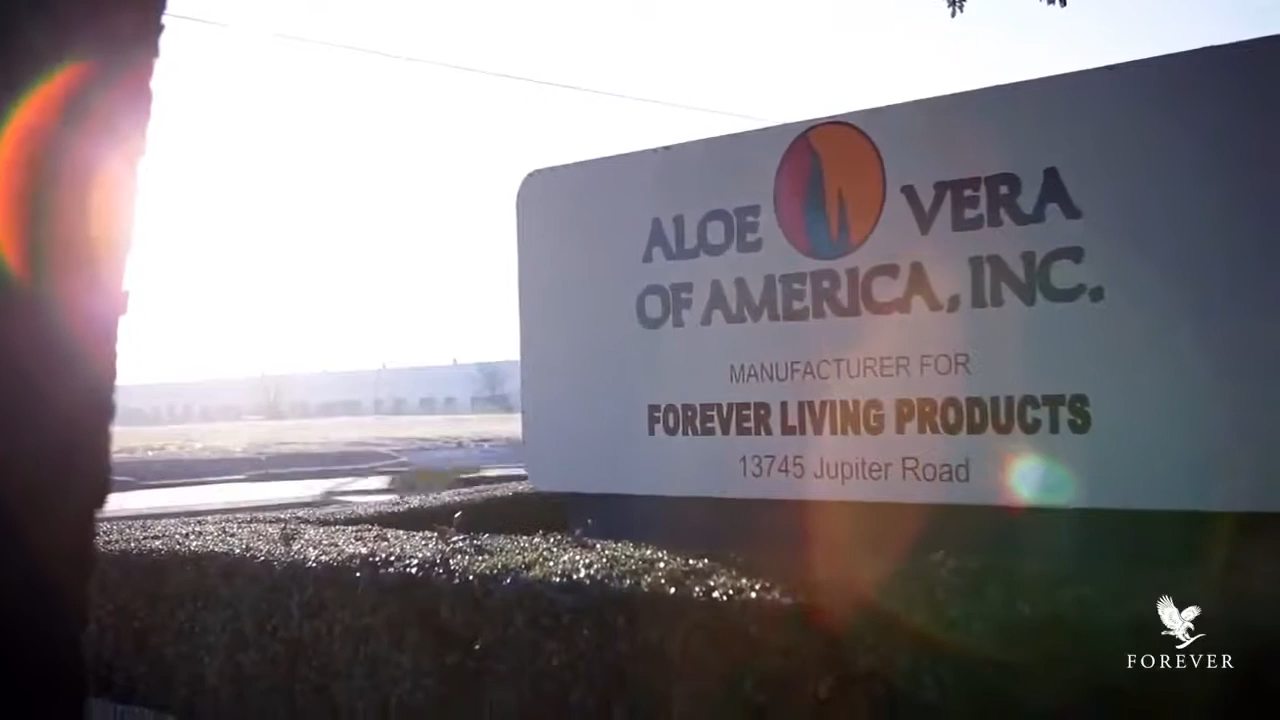 ALOE VERA
OF AMERICA, INC.
MANUFACTURER FOR
FOREVER LIVING PRODUCTS
13745 Jupiter Road
FOREVER